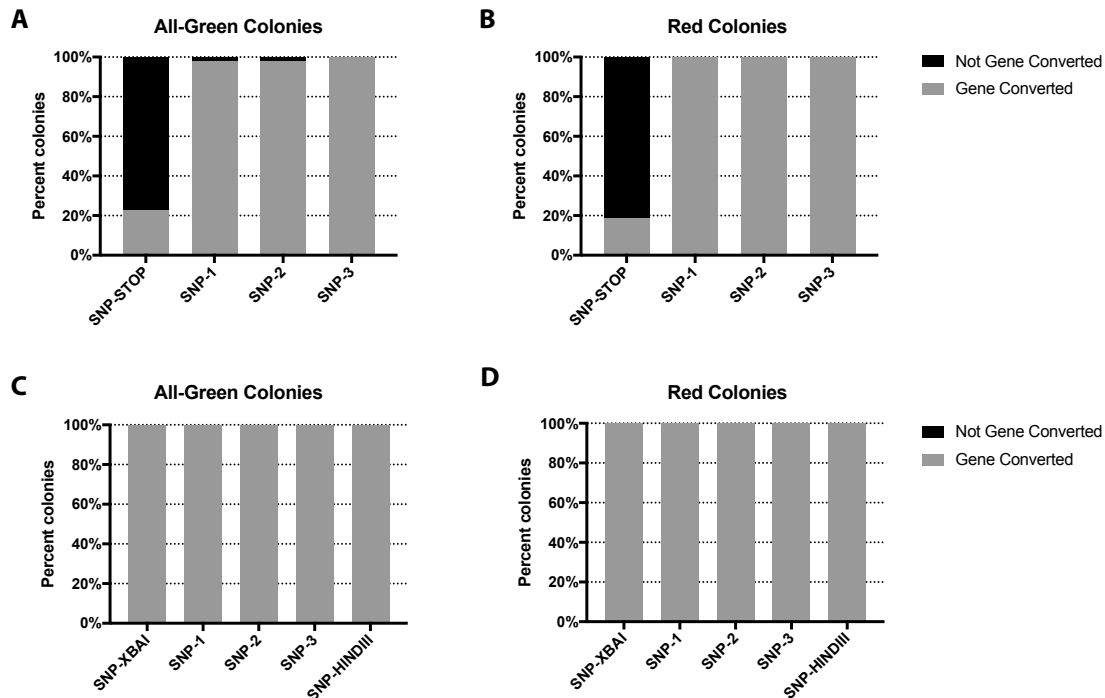 A
All-Green Colonies
Percent colonies
100%
80%
60%
40%
20%
0%
SNP-STOP
SNP-1
SNP-2
SNP-3
B
Red Colonies
Percent colonies
100%
80%
60%
40%
20%
0%
SNP-STOP
SNP-1
SNP-2
SNP-3
Not Gene Converted
Gene Converted
C
All-Green Colonies
Percent colonies
100%
80%
60%
40%
20%
0%
SNP-XBAI
SNP-1
SNP-2
SNP-3
SNP-HINDIII
D
Red Colonies
Percent colonies
100%
80%
60%
40%
20%
0%
SNP-XBAI
SNP-1
SNP-2
SNP-3
SNP-HINDIII
Not Gene Converted
Gene Converted